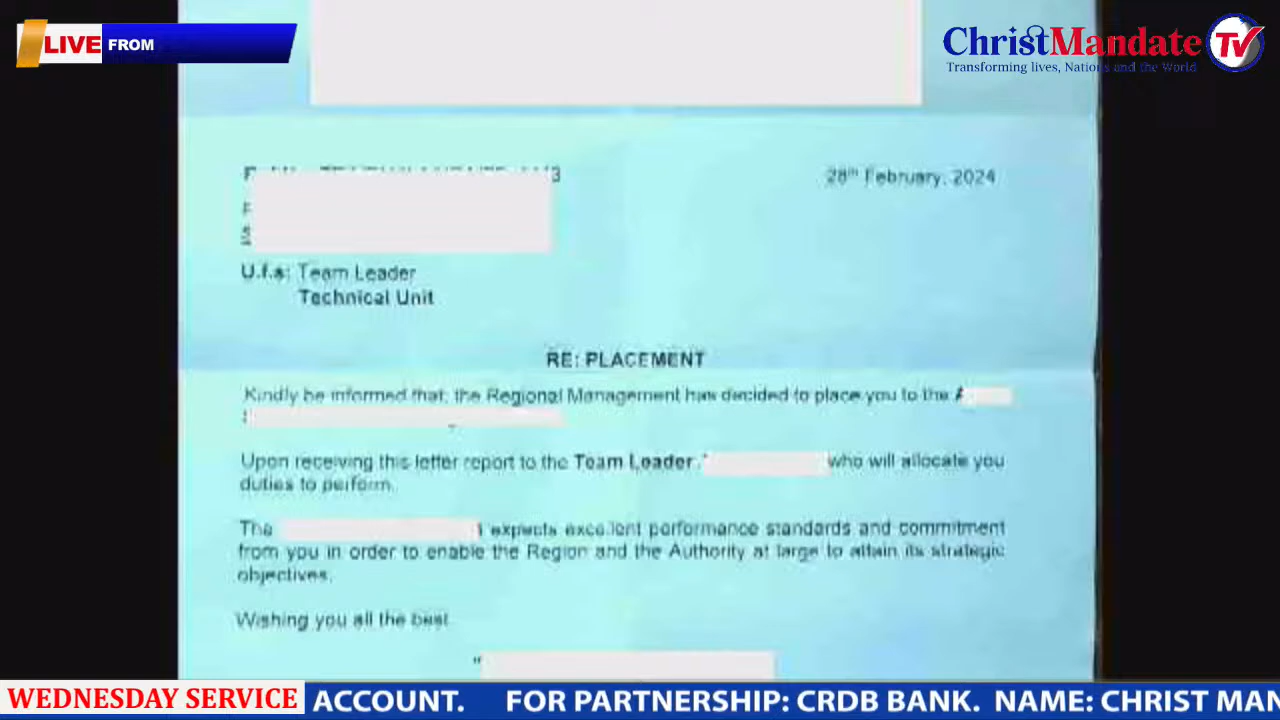 LIVE FROM
ChristMandate TV
Transforming lives, Nations and the World
28th February, 2024
U.f.s: Team Leader
Technical Unit
RE: PLACEMENT
Kindly be informed that, the Regional Management has decided to place you to the
Upon receiving this letter report to the Team Leader who will allocate you
duties to perform.
The expects excellent performance standards and commitment
from you in order to enable the Region and the Authority at large to attain its strategic
objectives.
Wishing you all the best
WEDNESDAY SERVICE ACCOUNT. FOR PARTNERSHIP: CRDB BANK. NAME: CHRIST MAN